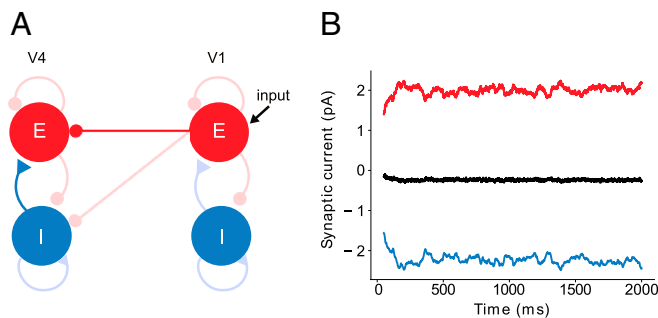 A
V4
V1
input
E
E
I
I
B
Synaptic current (pA)
2
1
0
−1
−2
0
500
1000
1500
2000
Time (ms)